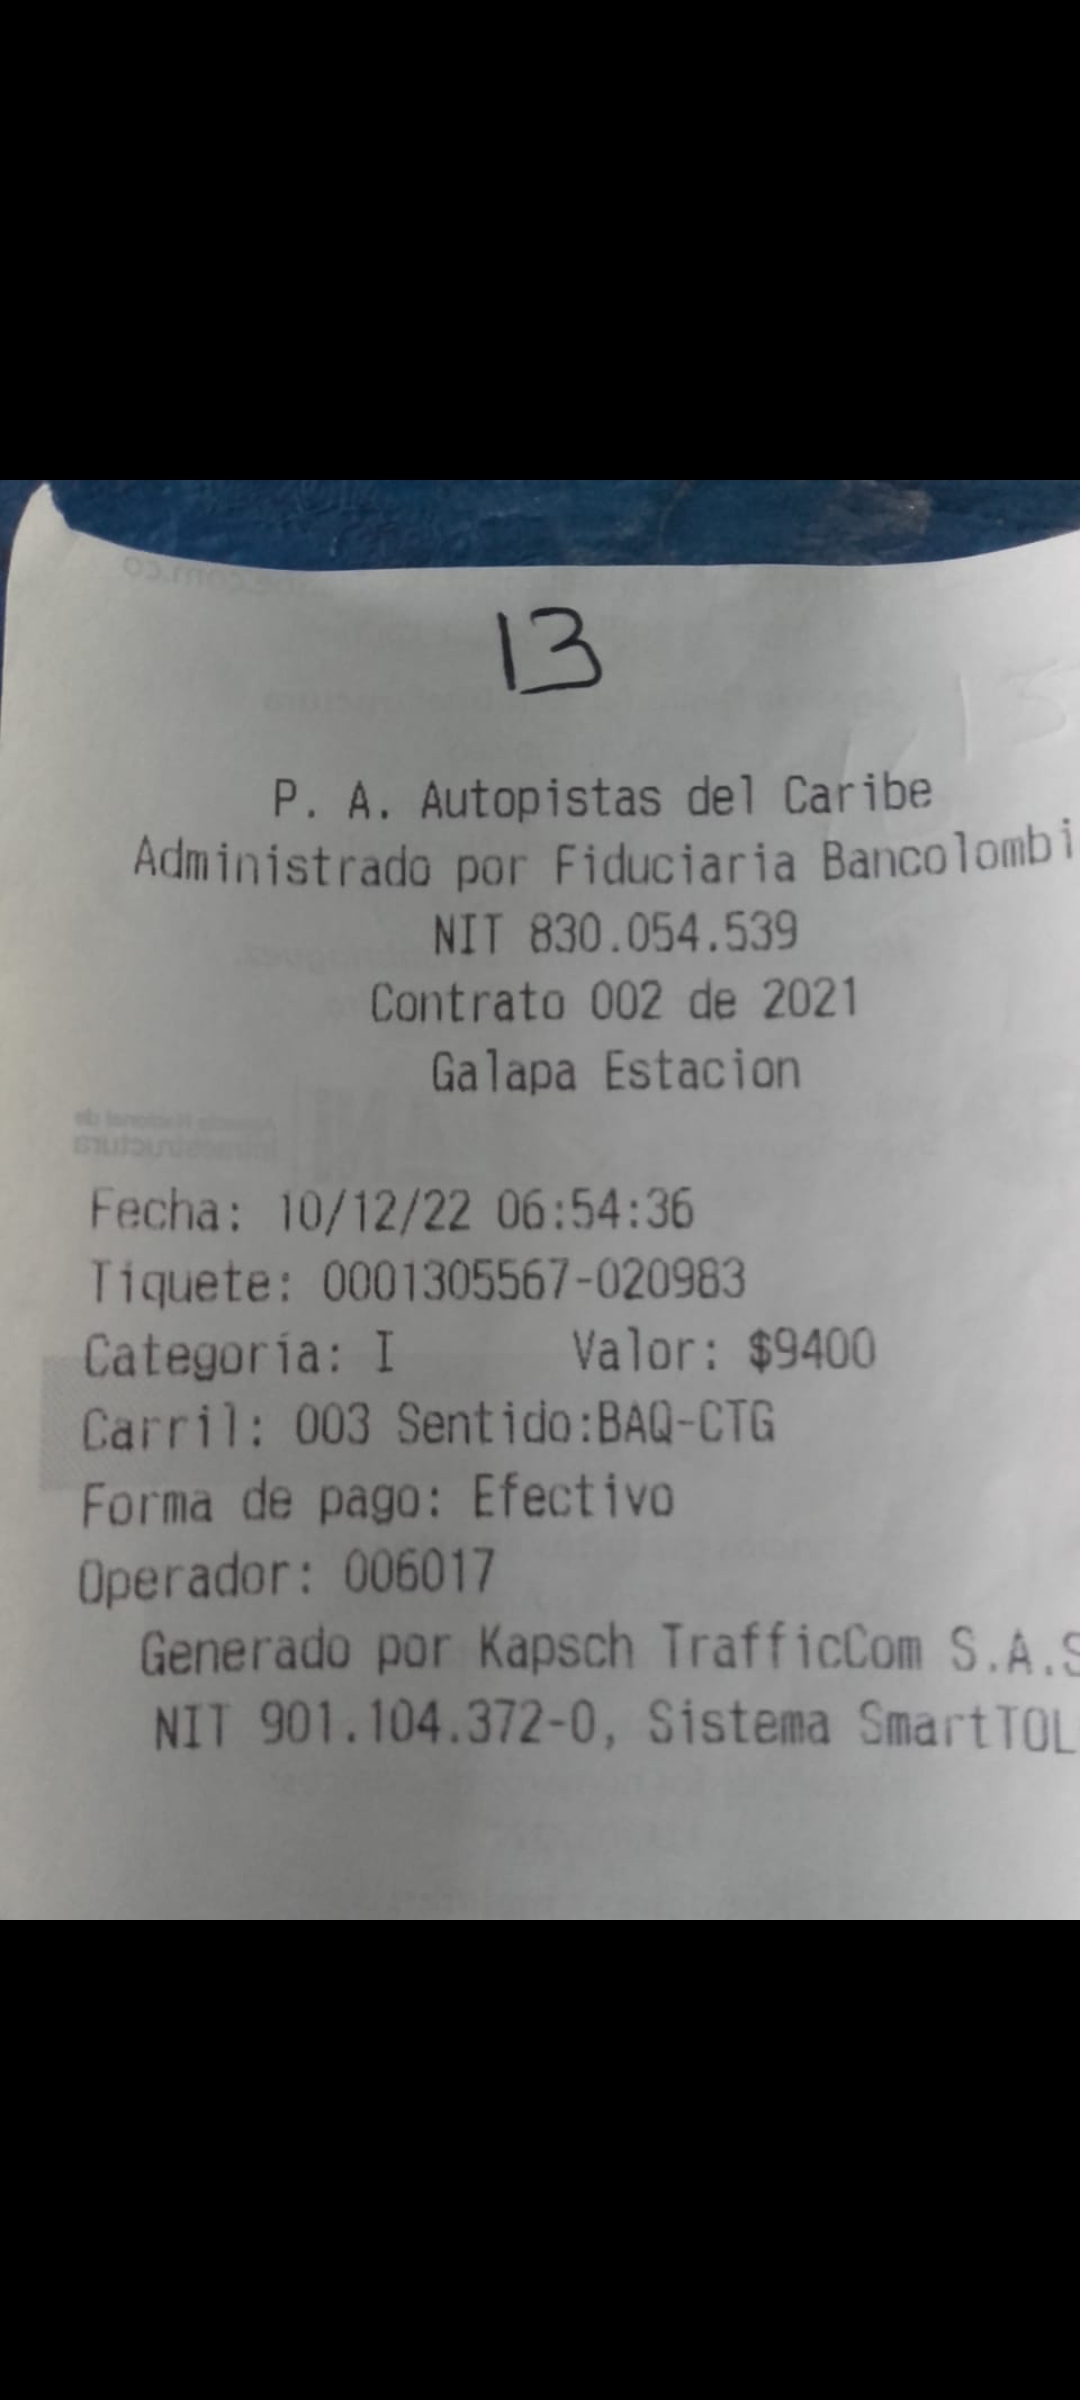 13
P. A. Autopistas del Caribe
Administrado por Fiduciaria Bancolombi
NIT 830.054.539
Contrato 002 de 2021
Galapa Estacion
Fecha: 10/12/22 06:54:36
Tiquete: 0001305567-020983
Categoría: I Valor: $9400
Carril: 003 Sentido:BAQ-CTG
Forma de pago: Efectivo
Operador: 006017
Generado por Kapsch TrafficCom S.A.S
NIT 901.104.372-0, Sistema SmartTOL